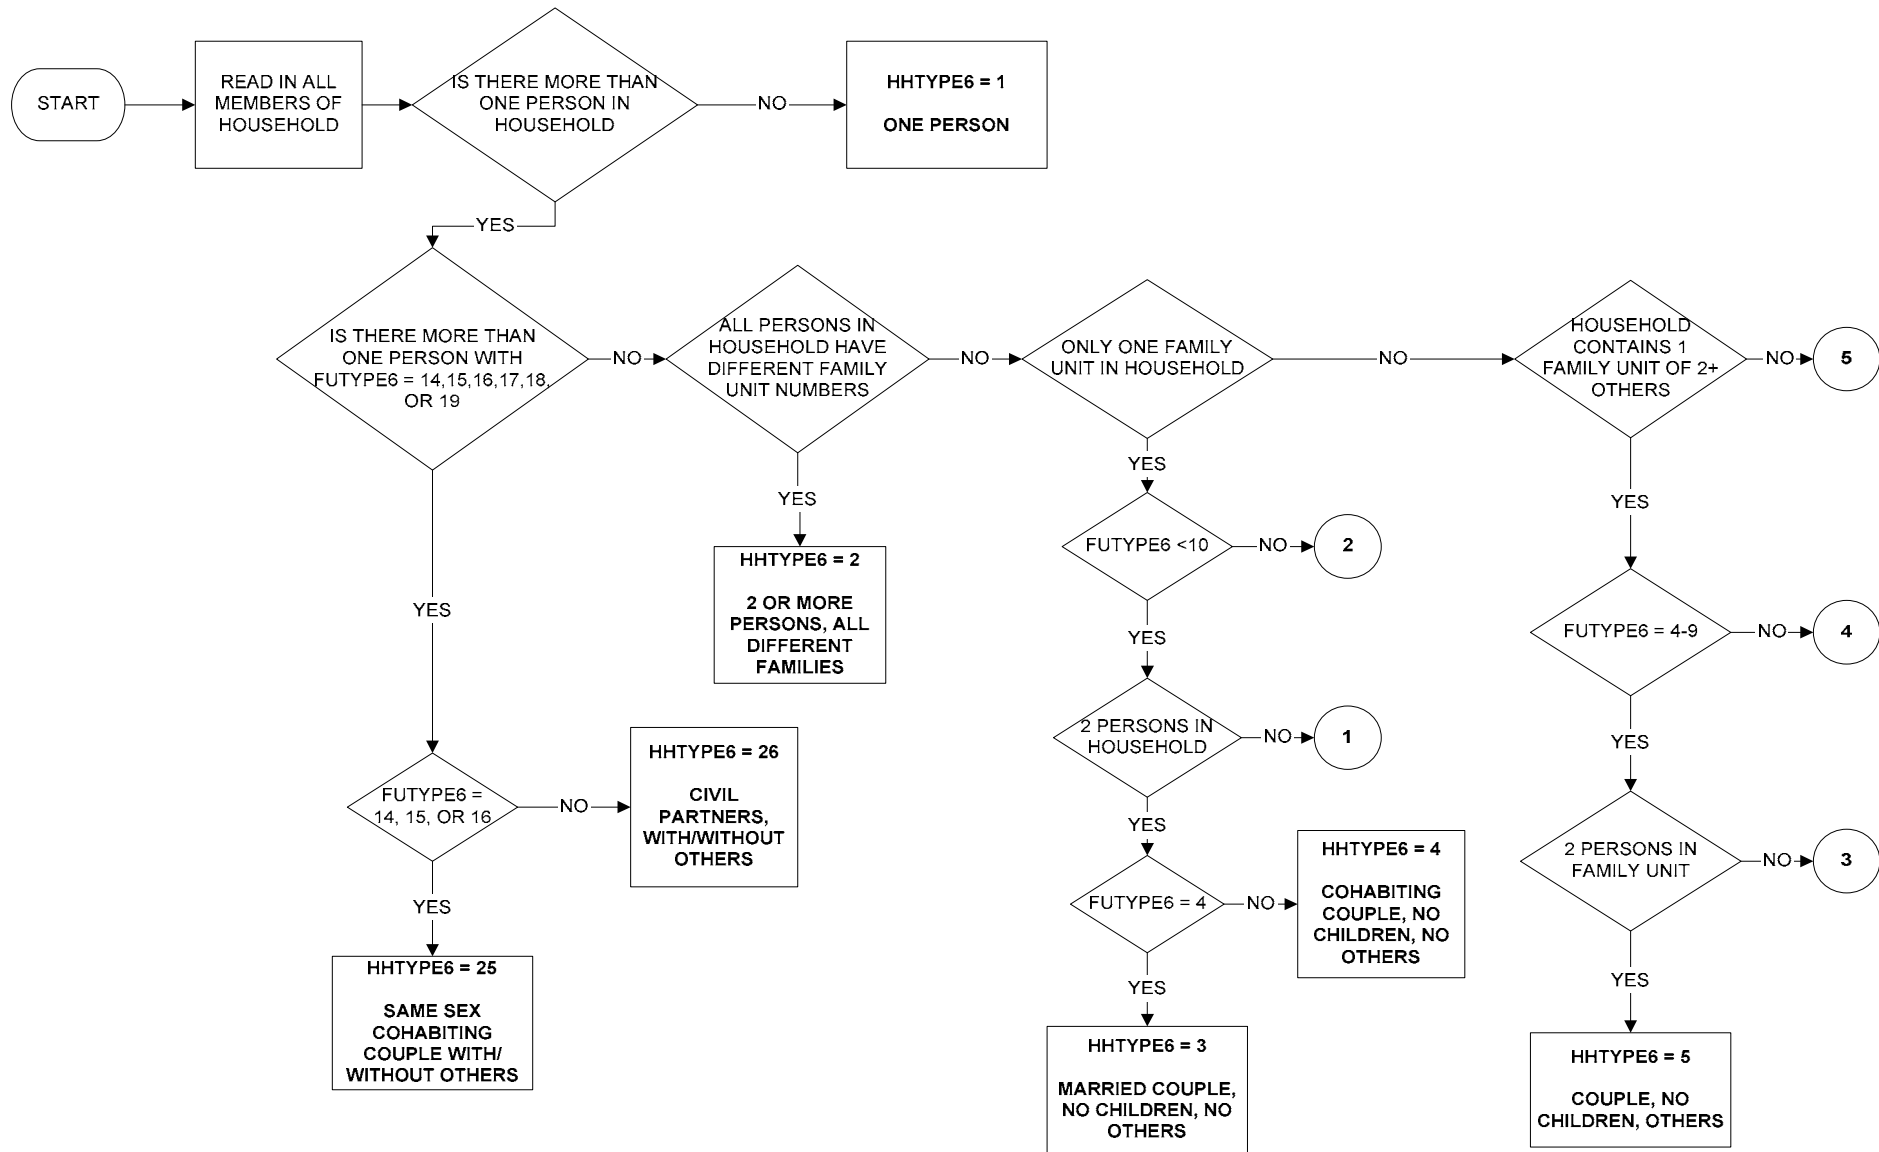 START
READ IN ALL
MEMBERS OF
HOUSEHOLD
IS THERE MORE THAN
ONE PERSON IN
HOUSEHOLD
NO
HHTYPE6 = 1
ONE PERSON
YES
IS THERE MORE THAN
ONE PERSON WITH
FUTYPE6 = 14,15,16,17,18,
OR 19
NO
ALL PERSONS IN
HOUSEHOLD HAVE
DIFFERENT FAMILY
UNIT NUMBERS
NO
ONLY ONE FAMILY
UNIT IN HOUSEHOLD
NO
HOUSEHOLD
CONTAINS 1
FAMILY UNIT OF 2+
OTHERS
NO
5
YES
FUTYPE6 =
14, 15, OR 16
NO
HHTYPE6 = 26
CIVIL
PARTNERS,
WITH/WITHOUT
OTHERS
YES
HHTYPE6 = 25
SAME SEX
COHABITING
COUPLE WITH/
WITHOUT OTHERS
YES
HHTYPE6 = 2
2 OR MORE
PERSONS, ALL
DIFFERENT
FAMILIES
YES
FUTYPE6 <10
NO
2
YES
2 PERSONS IN
HOUSEHOLD
NO
1
YES
FUTYPE6 = 4
NO
HHTYPE6 = 4
COHABITING
COUPLE, NO
CHILDREN, NO
OTHERS
YES
HHTYPE6 = 3
MARRIED COUPLE,
NO CHILDREN, NO
OTHERS
YES
FUTYPE6 = 4-9
NO
4
YES
2 PERSONS IN
FAMILY UNIT
NO
3
YES
HHTYPE6 = 5
COUPLE, NO
CHILDREN, OTHERS